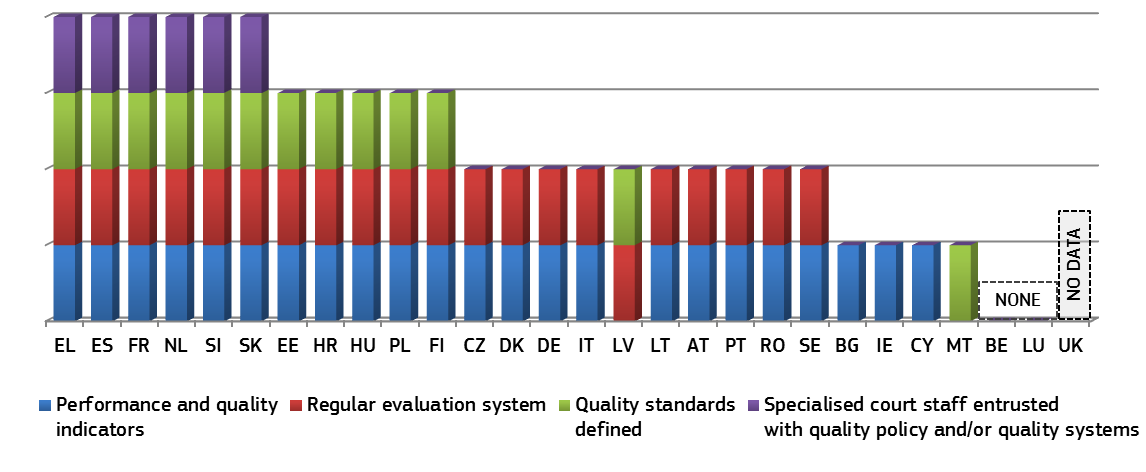 NO DATA
NONE
EL ES FR NL SI SK EE HR HU PL FI CZ DK DE IT LV LT AT PT RO SE BG IE CY MT BE LU UK
Performance and quality indicators
Regular evaluation system
Quality standards defined
Specialised court staff entrusted
with quality policy and/or quality systems